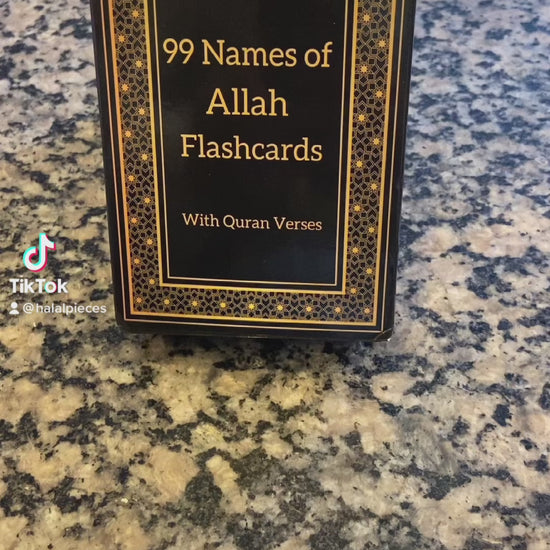 99 Names of
Allah
Flashcards
With Quran Verses
TikTok
@halalpieces